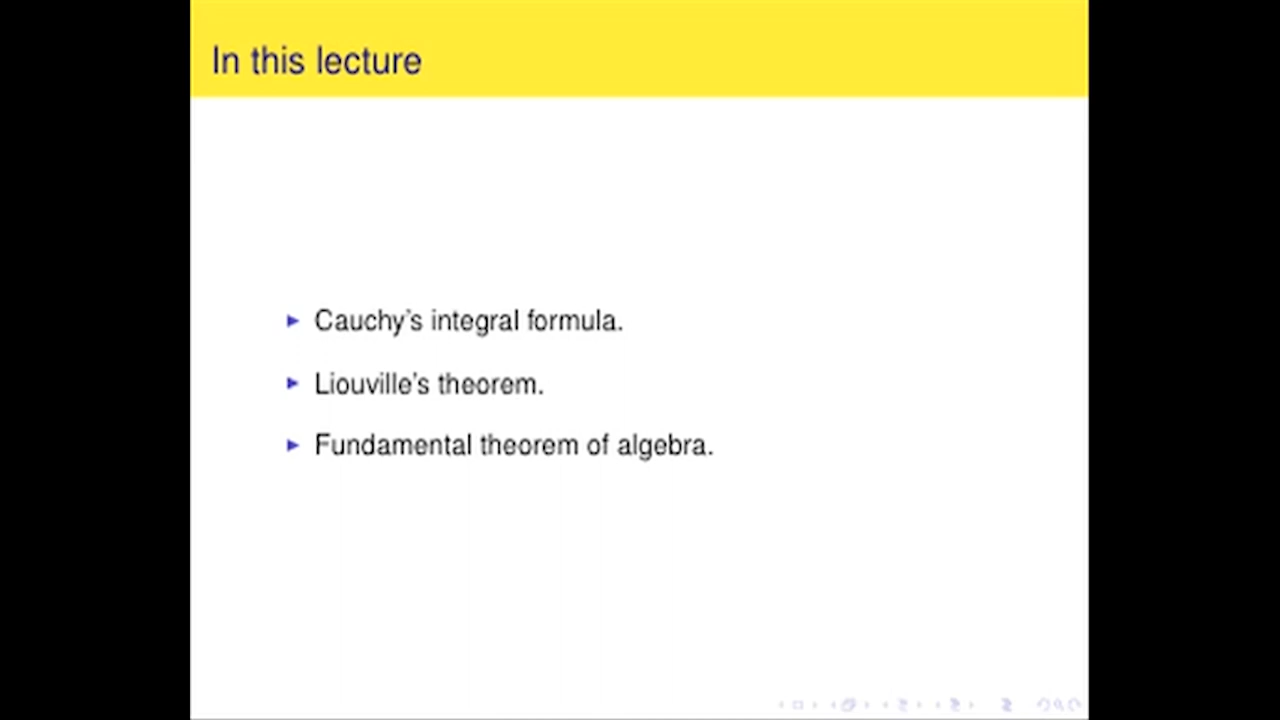 In this lecture
Cauchy's integral formula.
Liouville's theorem.
Fundamental theorem of algebra.